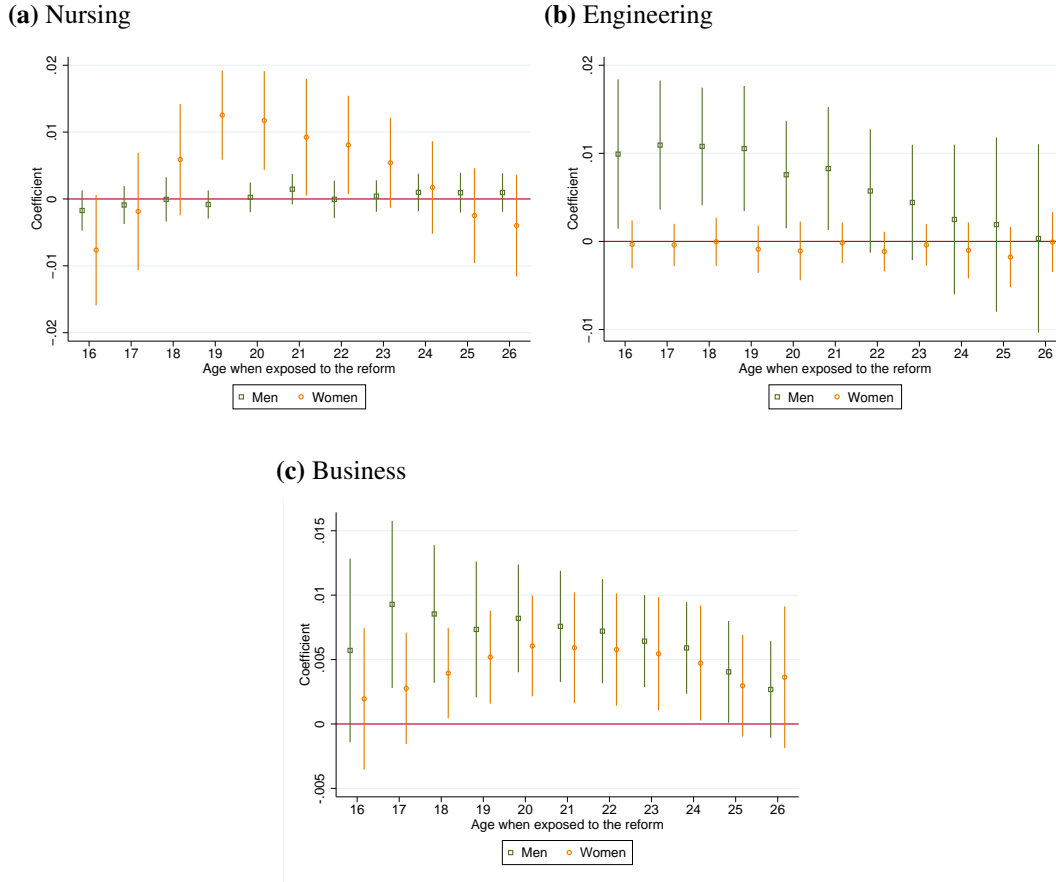 (a) Nursing
.02
.01
0
-.01
-.02
Coefficient
16 17 18 19 20 21 22 23 24 25 26
Age when exposed to the reform
Men Women
(b) Engineering
.02
.01
0
-.01
Coefficient
16 17 18 19 20 21 22 23 24 25 26
Age when exposed to the reform
Men Women
(c) Business
.015
.01
.005
0
-.005
Coefficient
16 17 18 19 20 21 22 23 24 25 26
Age when exposed to the reform
Men Women